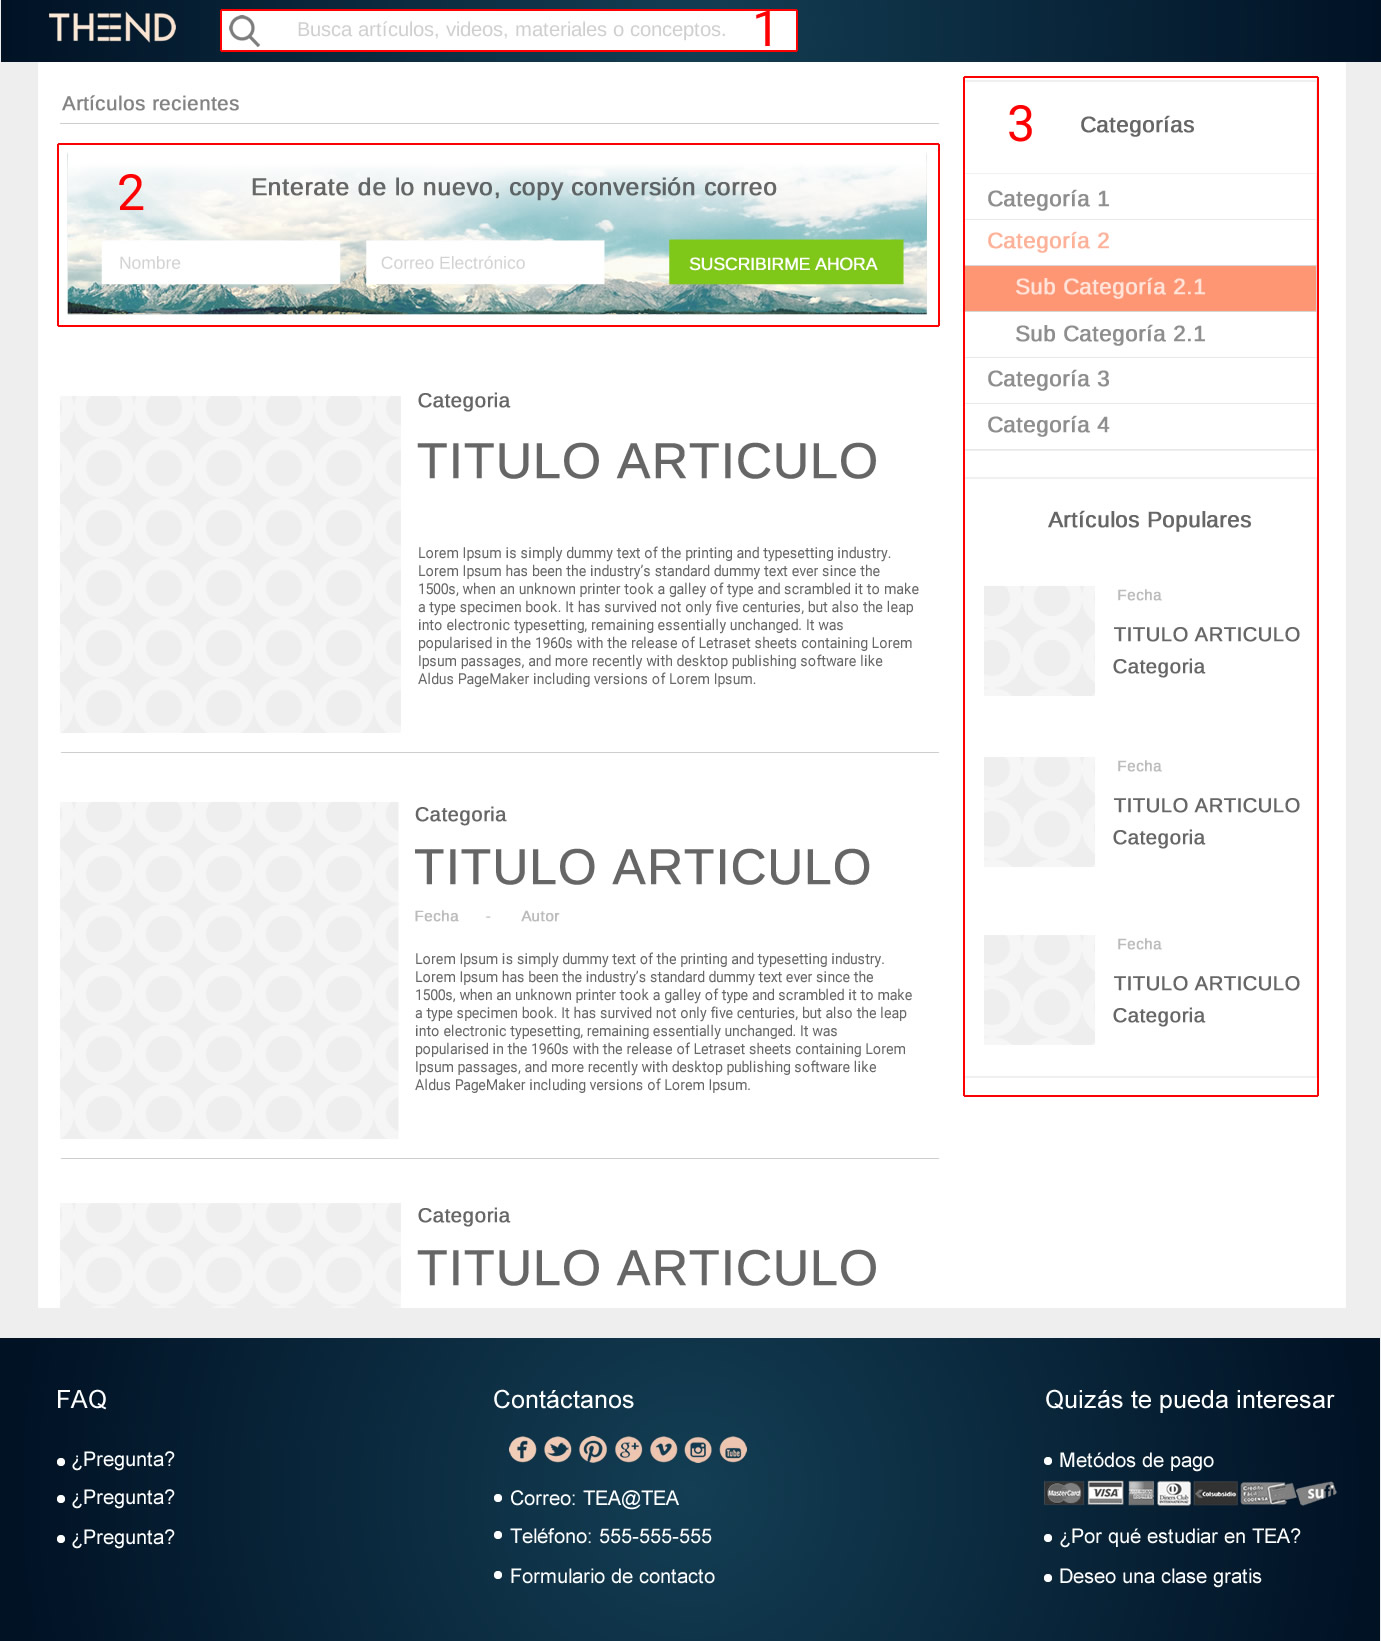 THEND
Busca artículos, videos, materiales o conceptos.
1
Artículos recientes
2
Enterate de lo nuevo, copy conversión correo
Nombre
Correo Electrónico
SUSCRIBIRME AHORA
Categoria
TITULO ARTICULO
Lorem Ipsum is simply dummy text of the printing and typesetting industry.
Lorem Ipsum has been the industry's standard dummy text ever since the
1500s, when an unknown printer took a galley of type and scrambled it to make
a type specimen book. It has survived not only five centuries, but also the leap
into electronic typesetting, remaining essentially unchanged. It was
popularised in the 1960s with the release of Letraset sheets containing Lorem
Ipsum passages, and more recently with desktop publishing software like
Aldus PageMaker including versions of Lorem Ipsum.
Categoria
TITULO ARTICULO
Fecha - Autor
Lorem Ipsum is simply dummy text of the printing and typesetting industry.
Lorem Ipsum has been the industry's standard dummy text ever since the
1500s, when an unknown printer took a galley of type and scrambled it to make
a type specimen book. It has survived not only five centuries, but also the leap
into electronic typesetting, remaining essentially unchanged. It was
popularised in the 1960s with the release of Letraset sheets containing Lorem
Ipsum passages, and more recently with desktop publishing software like
Aldus PageMaker including versions of Lorem Ipsum.
Categoria
TITULO ARTICULO
3
Categorías
Categoría 1
Categoría 2
Sub Categoría 2.1
Sub Categoría 2.1
Categoría 3
Categoría 4
Artículos Populares
Fecha
TITULO ARTICULO
Categoria
Fecha
TITULO ARTICULO
Categoria
Fecha
TITULO ARTICULO
Categoria
FAQ
¿Pregunta?
¿Pregunta?
¿Pregunta?
Contáctanos
Correo: TEA@TEA
Teléfono: 555-555-555
Formulario de contacto
Quizás te pueda interesar
Metódos de pago
MasterCard VISA Diners Club Colsubsidio
¿Por qué estudiar en TEA?
Deseo una clase gratis